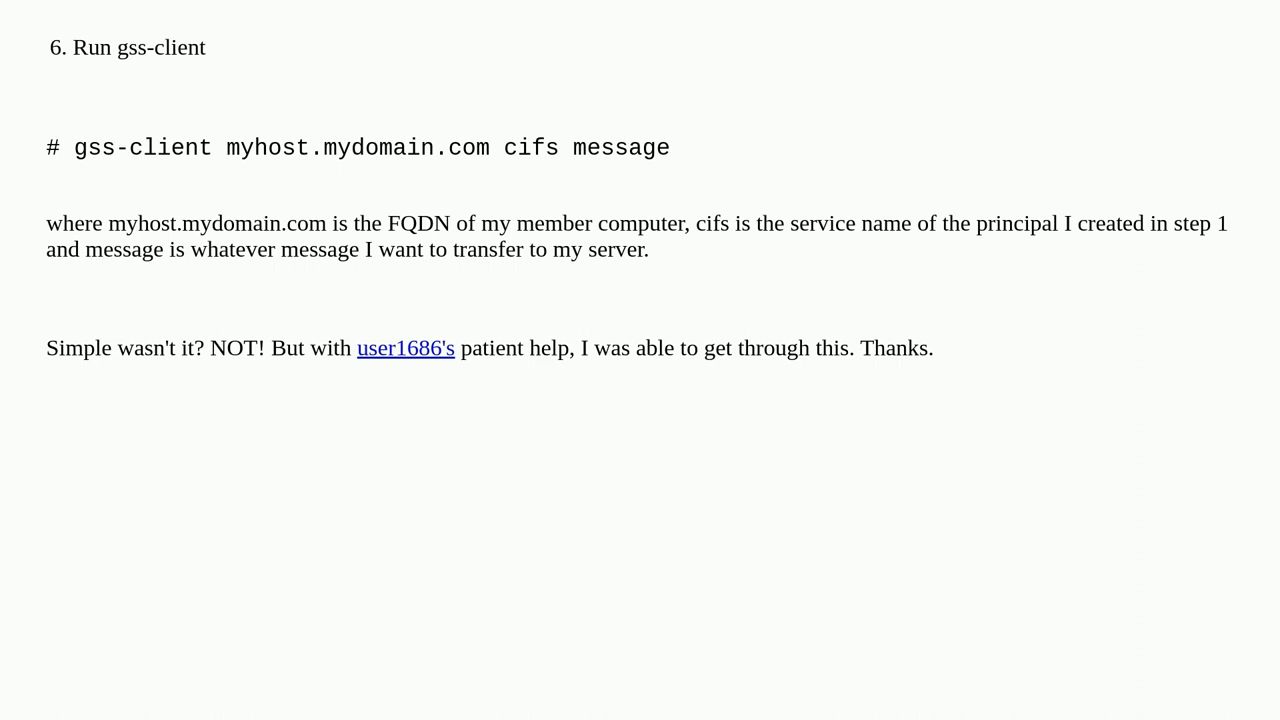 6. Run gss-client
# gss-client myhost.mydomain.com cifs message
where myhost.mydomain.com is the FQDN of my member computer, cifs is the service name of the principal I created in step 1
and message is whatever message I want to transfer to my server.
Simple wasn't it? NOT! But with user1686's patient help, I was able to get through this. Thanks.